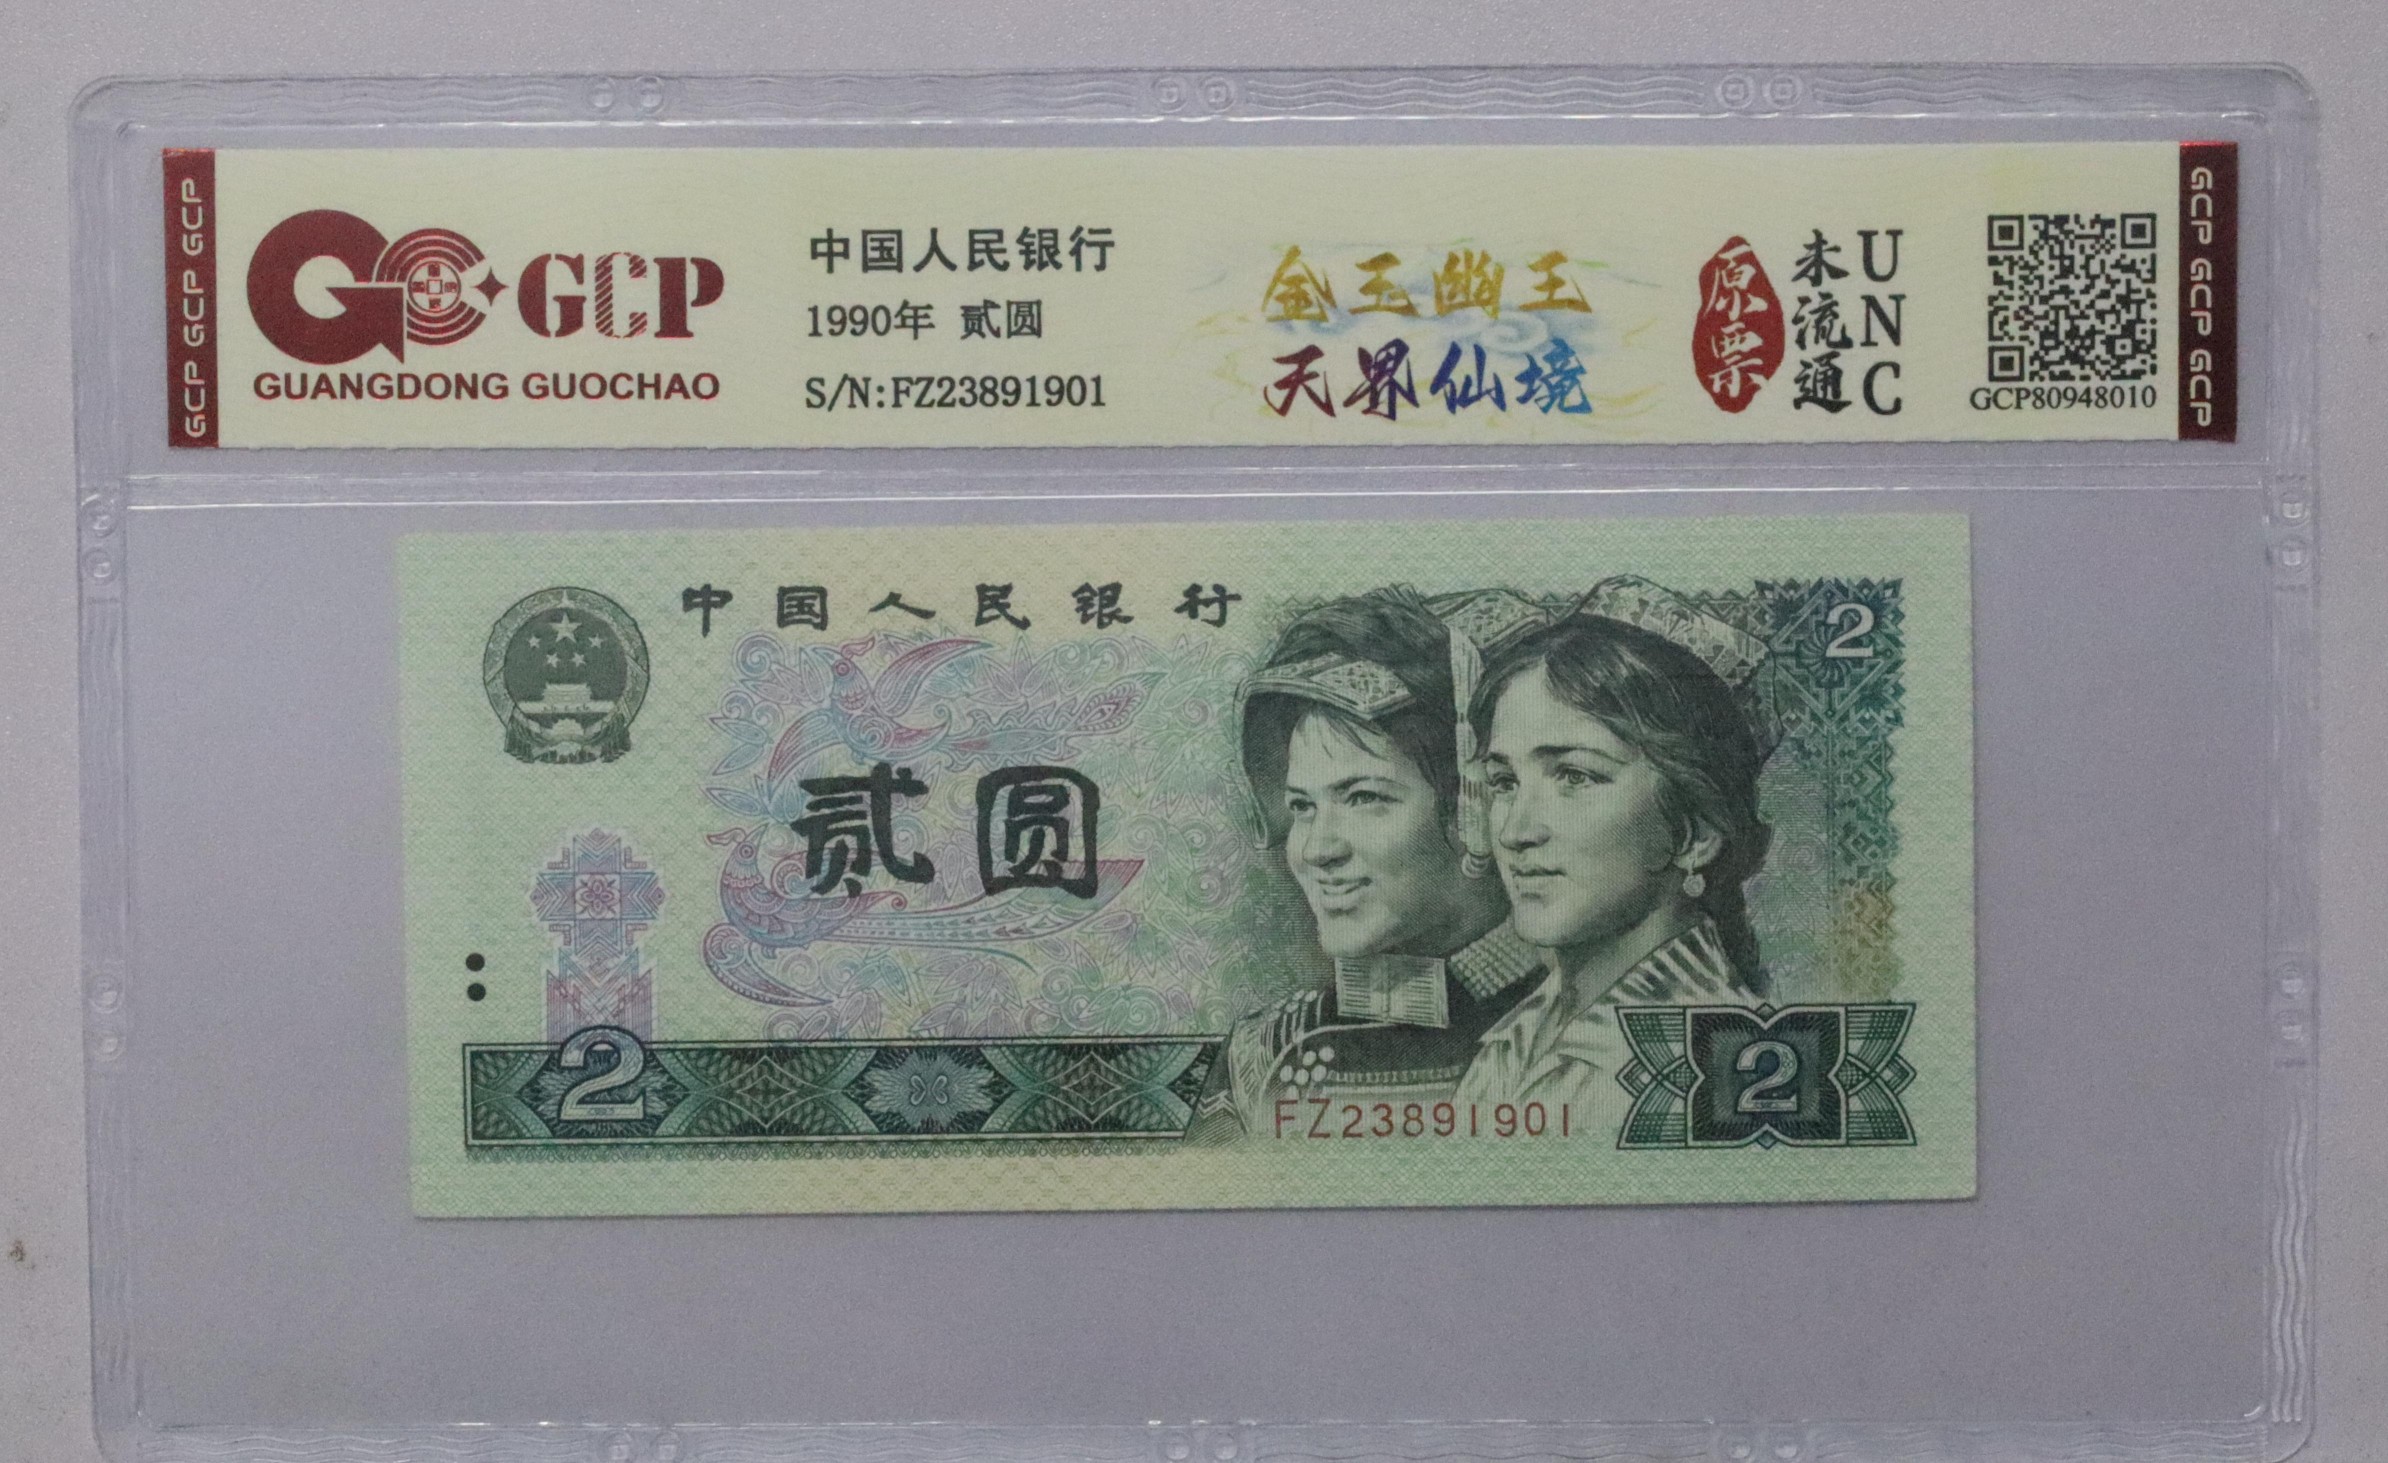 GCP GCP GCP
GCP
GUANGDONG GUOCHAO
中国人民银行
1990年 贰圆
S/N:FZ23891901
金玉幽王
天界仙境
原票
未流通
UNC
GCP80948010
GCP GCP GCP
中国人民银行
2
贰圆
2
FZ23891901
2